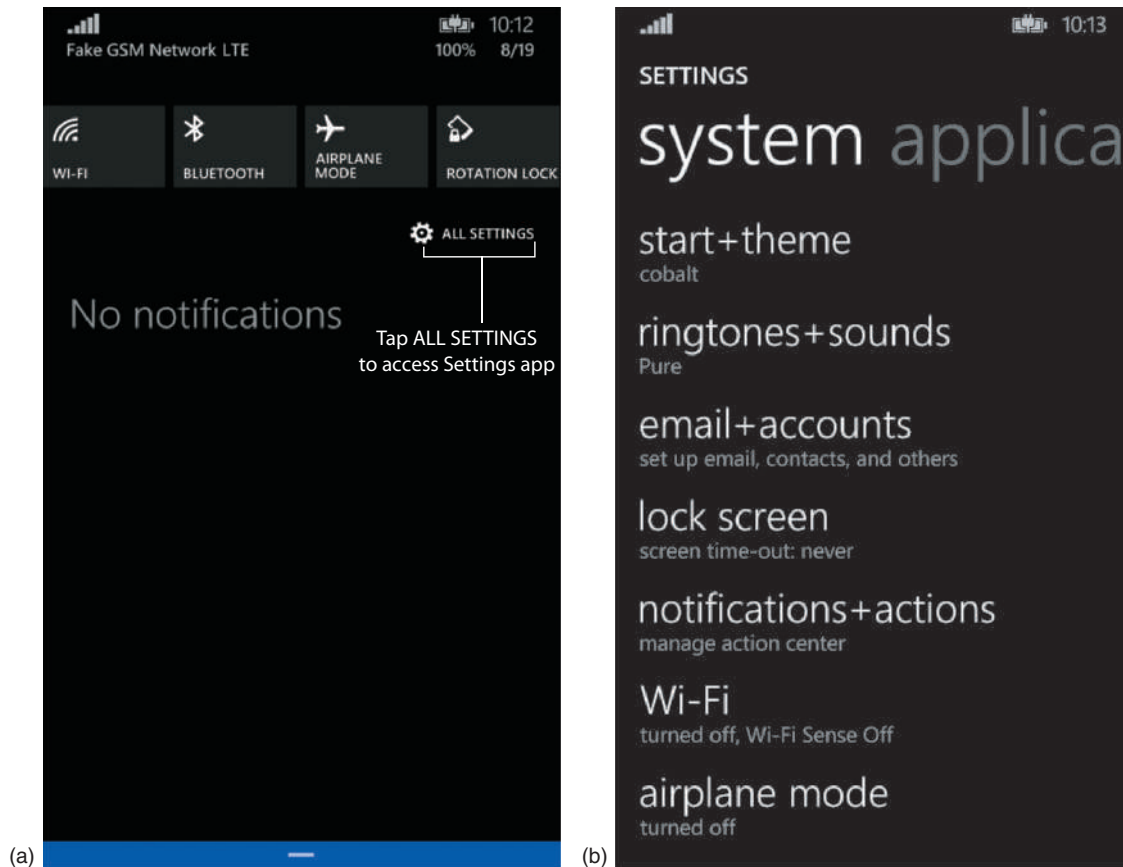 10:12
Fake GSM Network LTE 100% 8/19
WI-FI
BLUETOOTH
AIRPLANE
MODE
ROTATION LOCK
ALL SETTINGS
No notifications
Tap ALL SETTINGS
to access Settings app
(a)
10:13
SETTINGS
system applica
start+theme
cobalt
ringtones+sounds
Pure
email+accounts
set up email, contacts, and others
lock screen
screen time-out: never
notifications+actions
manage action center
Wi-Fi
turned off, Wi-Fi Sense Off
airplane mode
turned off
(b)